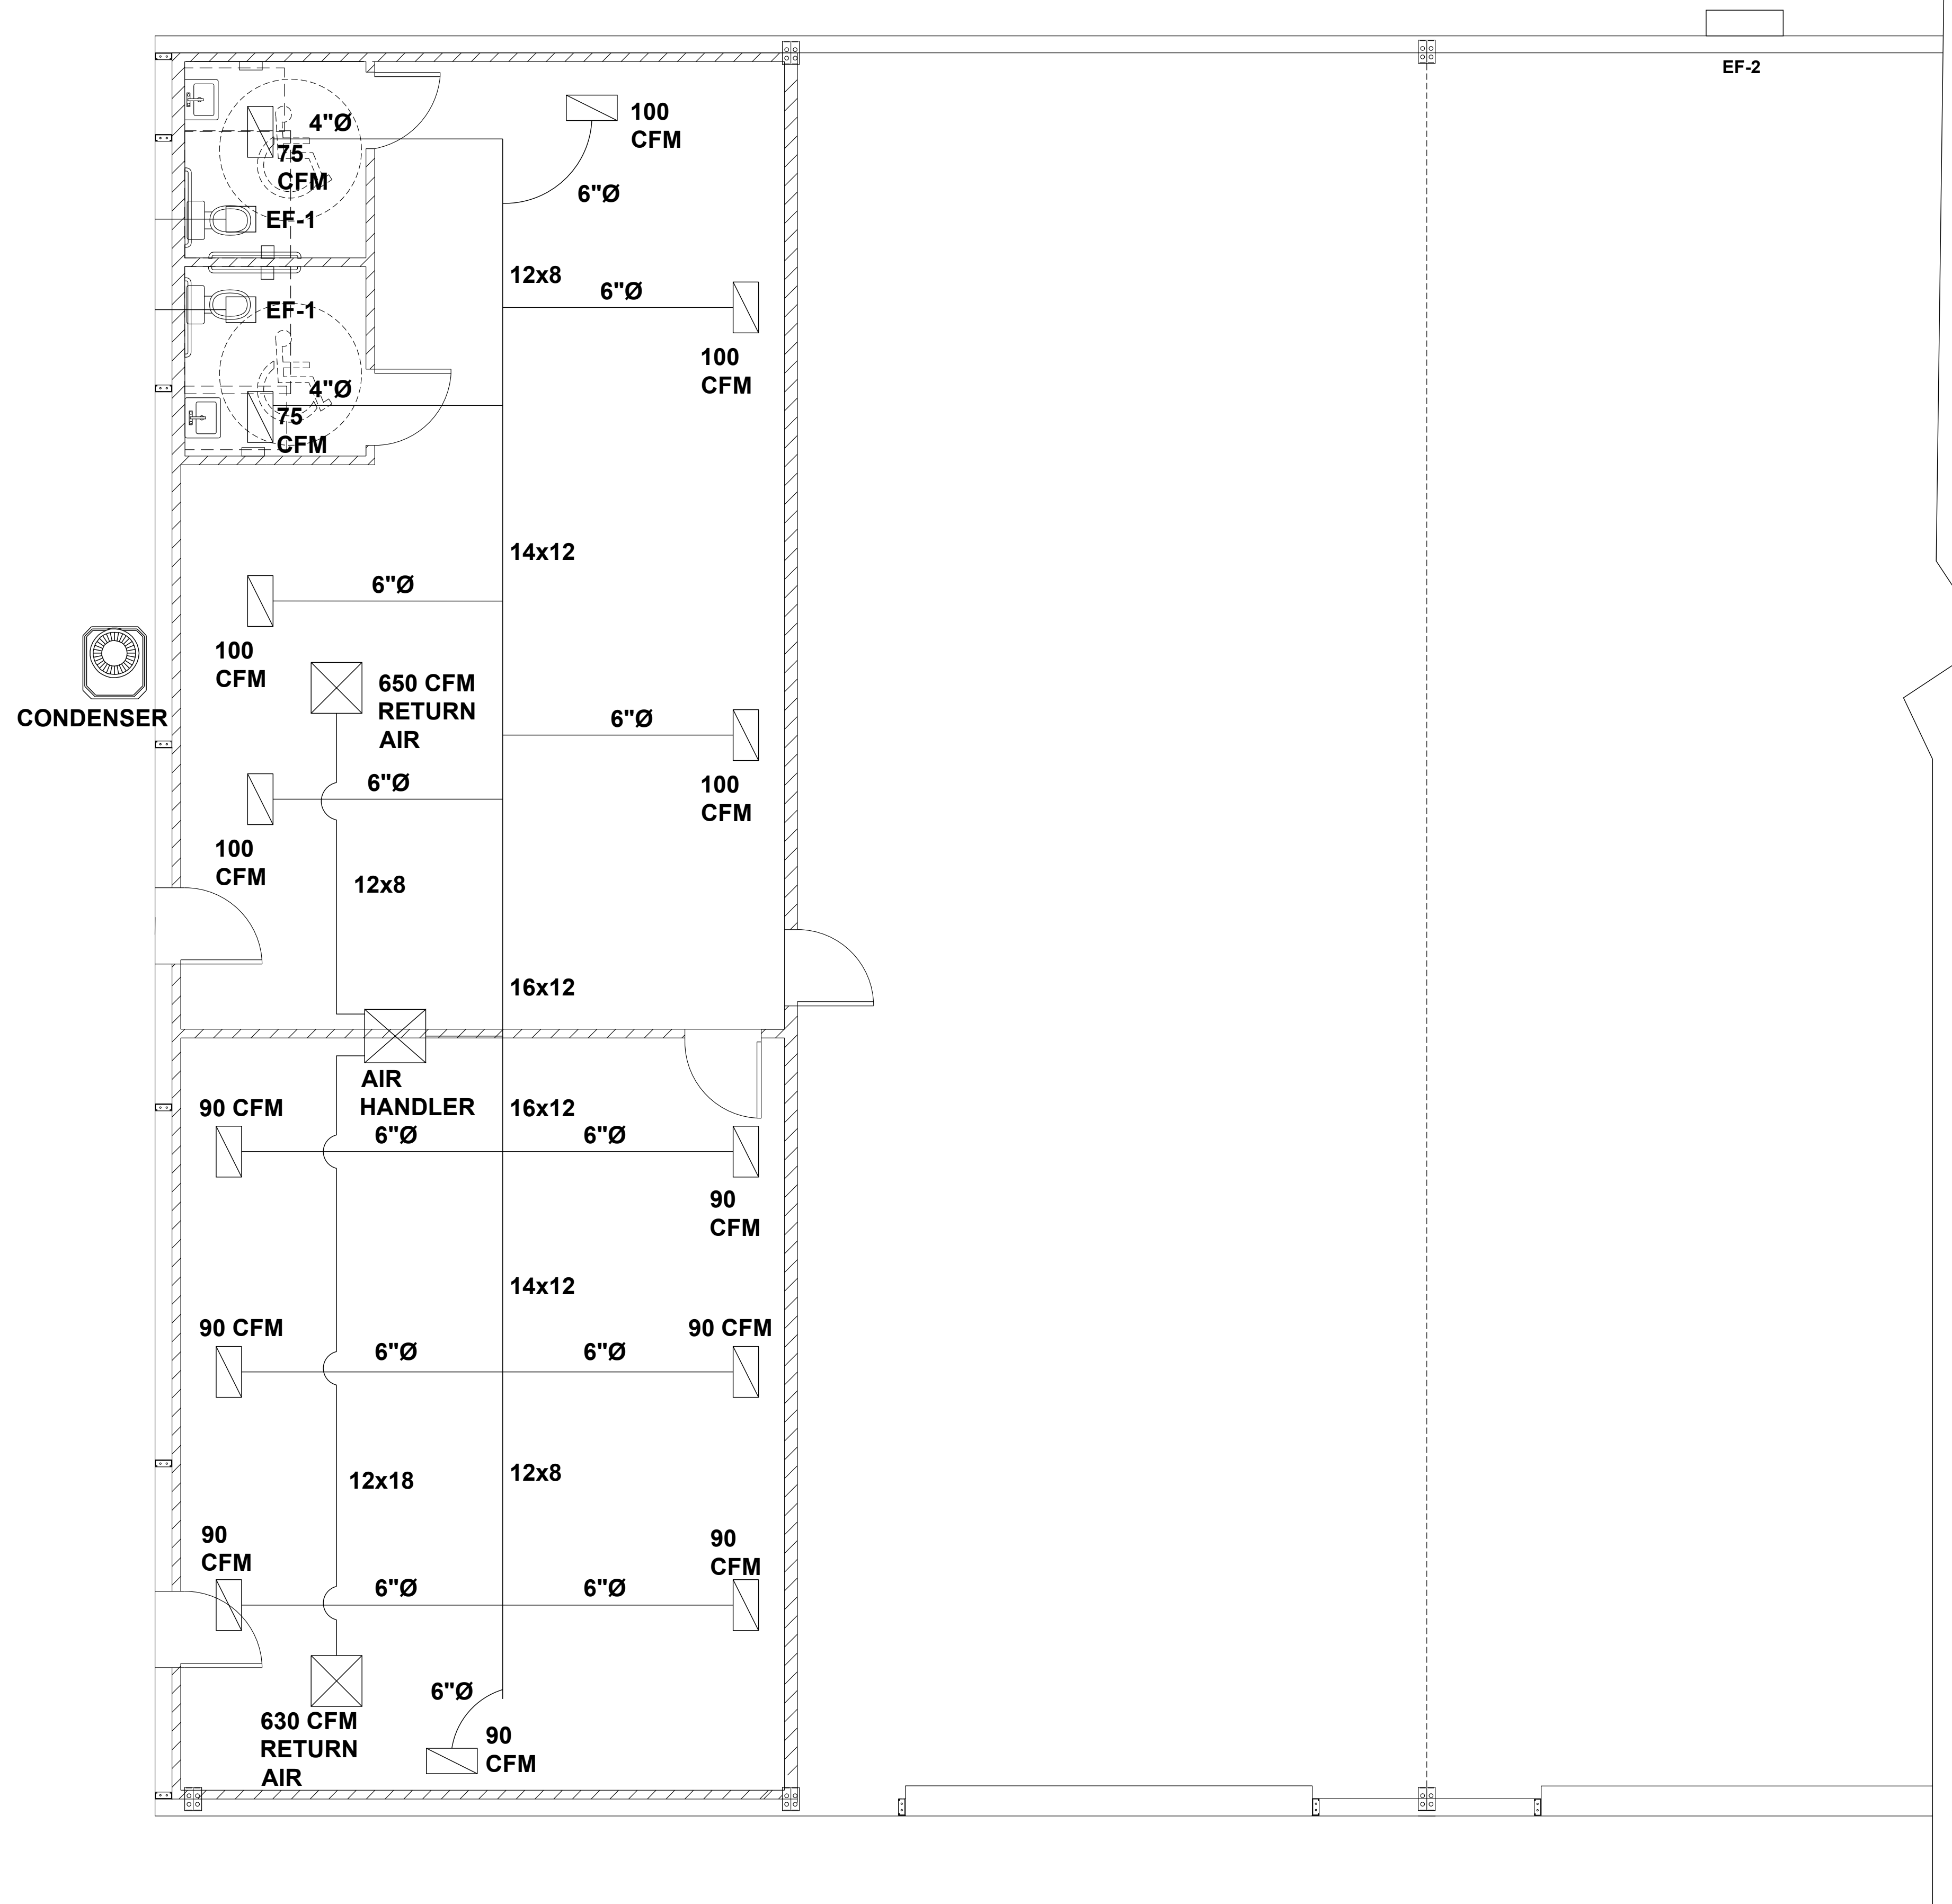 EF-2
100
CFM
4"Ø
75
CFM
6"Ø
EF-1
12x8
6"Ø
EF-1
100
CFM
4"Ø
75
CFM
14x12
6"Ø
100
CFM
650 CFM
RETURN
AIR
CONDENSER
6"Ø
6"Ø
100
CFM
100
CFM
12x8
16x12
AIR
HANDLER
90 CFM
16x12
6"Ø
6"Ø
90
CFM
14x12
90 CFM
90 CFM
6"Ø
6"Ø
12x18
12x8
90
CFM
90
CFM
6"Ø
6"Ø
6"Ø
630 CFM
RETURN
AIR
90
CFM